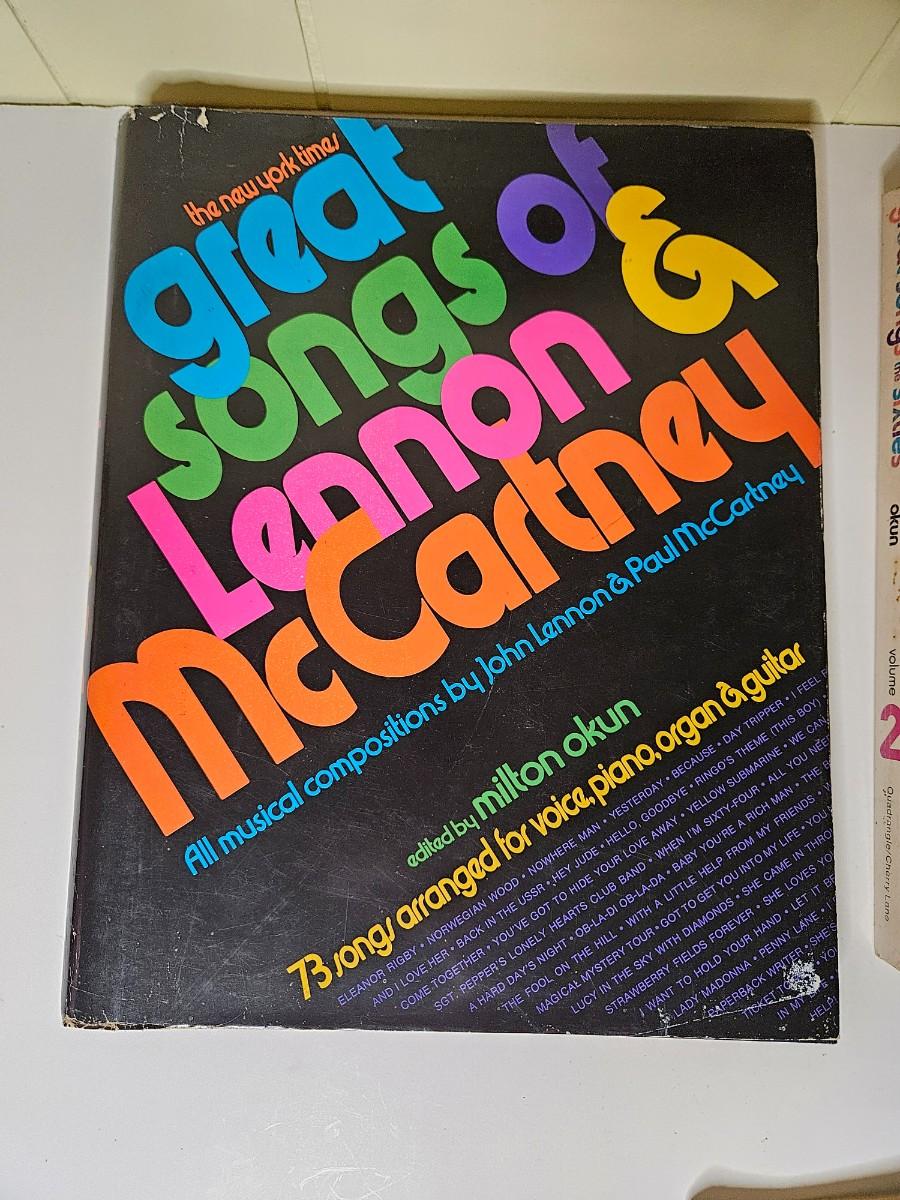 the new york times
great
songs of
Lennon &
McCartney
All musical compositions by John Lennon & Paul McCartney
edited by milton okun
73 songs arranged for voice, piano, organ & guitar
ELEANOR RIGBY • NORWEGIAN WOOD • NOWHERE MAN • YESTERDAY • BECAUSE • DAY TRIPPER • I FEEL
AND I LOVE HER • BACK IN THE USSR • HEY JUDE • HELLO, GOODBYE • RINGO'S THEME (THIS BOY)
COME TOGETHER • YOU'VE GOT TO HIDE YOUR LOVE AWAY • YELLOW SUBMARINE • WE CAN
SGT. PEPPER'S LONELY HEARTS CLUB BAND • WHEN I'M SIXTY-FOUR • ALL YOU
A HARD DAY'S NIGHT • OB-LA-DI OB-LA-DA • BABY YOU'RE A RICH MAN • THE
THE FOOL ON THE HILL • WITH A LITTLE HELP FROM MY FRIENDS •
MAGICAL MYSTERY TOUR • GOT TO GET YOU INTO MY LIFE •
LUCY IN THE SKY WITH DIAMONDS • SHE CAME IN
STRAWBERRY FIELDS FOREVER • SHE LOVES
I WANT TO HOLD YOUR HAND • LET IT
LADY MADONNA • PENNY LANE •
PAPERBACK WRITER •
TICKET
IN MY
HELP
the sixties
okun
volume
2
Quadrangle/Cherry Lane